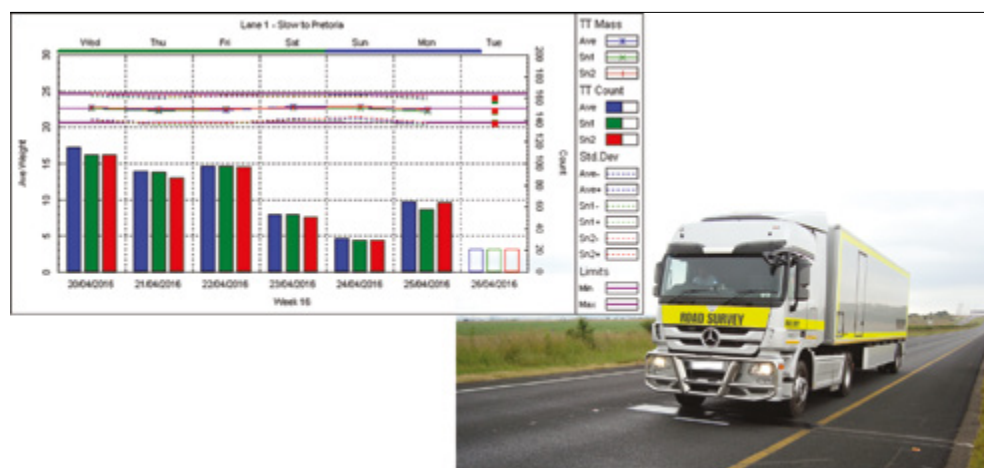 Lane 1 - Slow to Pretoria
Wed Thu Fri Sat Sun Mon Tue
30
25
20
15
10
5
0
Ave Weight
200
180
160
140
120
100
80
60
40
20
0
Count
20/04/2016 21/04/2016 22/04/2016 23/04/2016 24/04/2016 25/04/2016 26/04/2016
Week 16
TT Mass
Ave
Sn1
Sn2
TT Count
Ave
Sn1
Sn2
Std.Dev
Ave-
Ave+
Sn1-
Sn1+
Sn2-
Sn2+
Limits
Min
Max
ROAD SURVEY